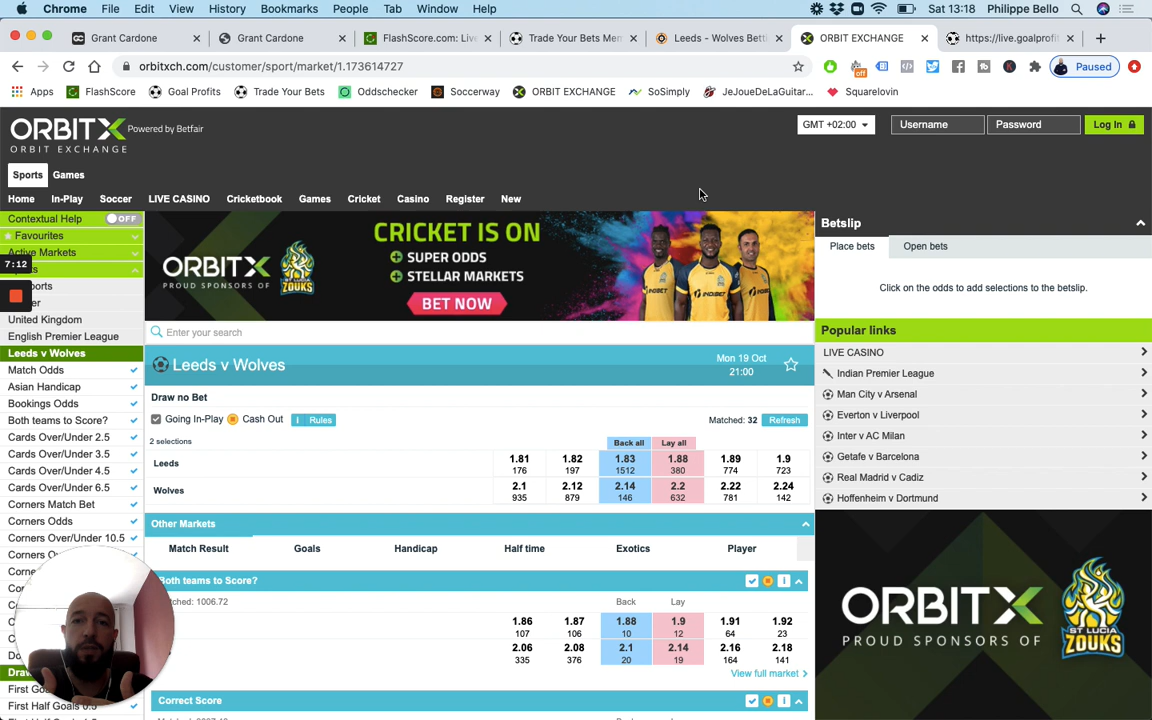 Chrome File Edit View History Bookmarks People Tab Window Help Sat 13:18 Philippe Bello
Grant Cardone Grant Cardone FlashScore.com: Liv Trade Your Bets Mem Leeds - Wolves Betti ORBIT EXCHANGE https://live.goalprofit
orbitxch.com/customer/sport/market/1.173614727 off Paused
Apps FlashScore Goal Profits Trade Your Bets Oddschecker Soccerway ORBIT EXCHANGE SoSimply JeJoueDeLaGuitar... Squarelovin
ORBITX Powered by Betfair
ORBIT EXCHANGE
GMT +02:00 Username Password Log In
Sports Games
Home In-Play Soccer LIVE CASINO Cricketbook Games Cricket Casino Register New
Contextual Help OFF
Favourites
Active Markets
7:12
United Kingdom
English Premier League
Leeds v Wolves
Match Odds
Asian Handicap
Bookings Odds
Both teams to Score?
Cards Over/Under 2.5
Cards Over/Under 3.5
Cards Over/Under 4.5
Cards Over/Under 6.5
Corners Match Bet
Corners Odds
Corners Over/Under 10.5
Corners O
First Go
First Half Goals 0.5
CRICKET IS ON
SUPER ODDS
STELLAR MARKETS
BET NOW
ORBITX
PROUD SPONSORS OF
ST LUCIA
ZOUKS
INDIBET
Enter your search
Leeds v Wolves Mon 19 Oct
21:00
Draw no Bet
Going In-Play Cash Out Rules Matched: 32 Refresh
2 selections Back all Lay all
Leeds 1.81 1.82 1.83 1.88 1.89 1.9
176 197 1512 380 774 723
Wolves 2.1 2.12 2.14 2.2 2.22 2.24
935 879 146 632 781 142
Other Markets
Match Result Goals Handicap Half time Exotics Player
Both teams to Score?
ched: 1006.72 Back Lay
1.86 1.87 1.88 1.9 1.91 1.92
107 106 10 12 64 23
2.06 2.08 2.1 2.14 2.16 2.18
335 376 20 19 164 141
View full market
Correct Score
Betslip
Place bets Open bets
Click on the odds to add selections to the betslip.
Popular links
LIVE CASINO
Indian Premier League
Man City v Arsenal
Everton v Liverpool
Inter v AC Milan
Getafe v Barcelona
Real Madrid v Cadiz
Hoffenheim v Dortmund
ORBITX
PROUD SPONSORS OF
ST LUCIA
ZOUKS